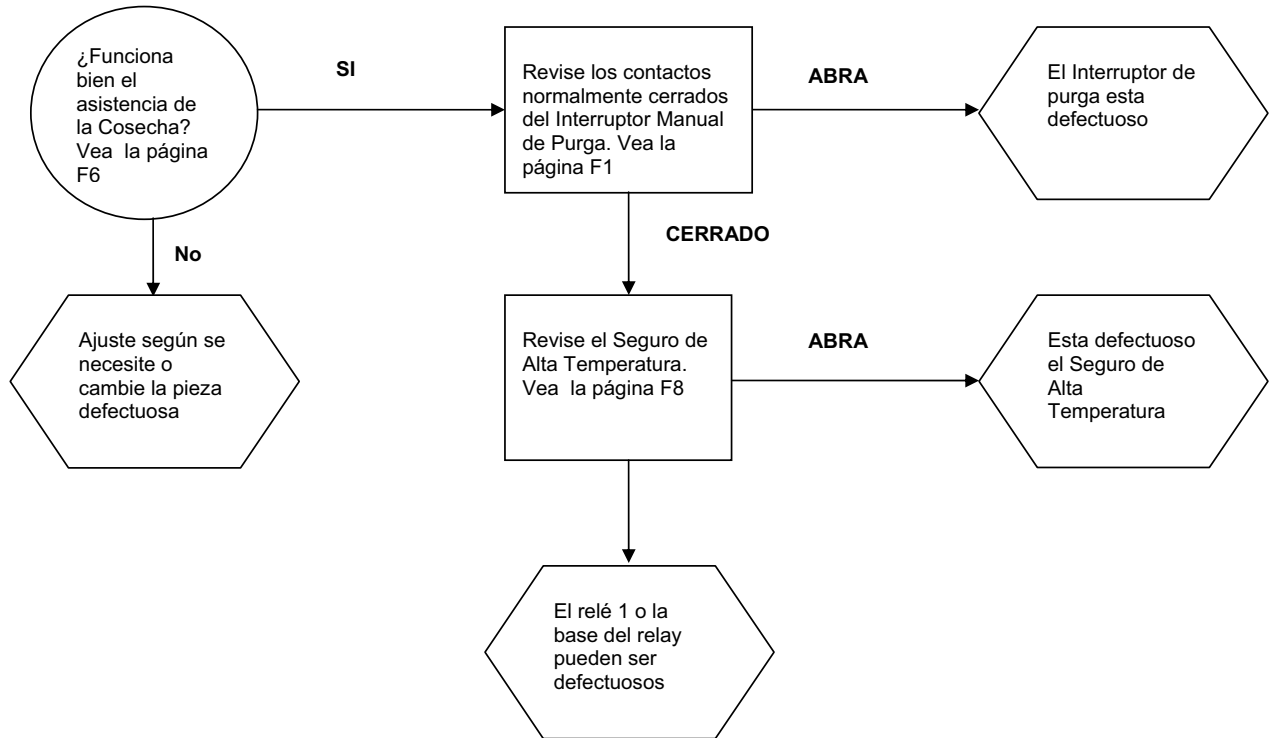 ¿Funciona
bien el
asistencia de
la Cosecha?
Vea la página
F6
SI
Revise los contactos
normalmente cerrados
del Interruptor Manual
de Purga. Vea la
página F1
ABRA
El Interruptor de
purga esta
defectuoso
No
CERRADO
Ajuste según se
necesite o
cambie la pieza
defectuosa
Revise el Seguro de
Alta Temperatura.
Vea la página F8
ABRA
Esta defectuoso
el Seguro de
Alta
Temperatura
El relé 1 o la
base del relay
pueden ser
defectuosos